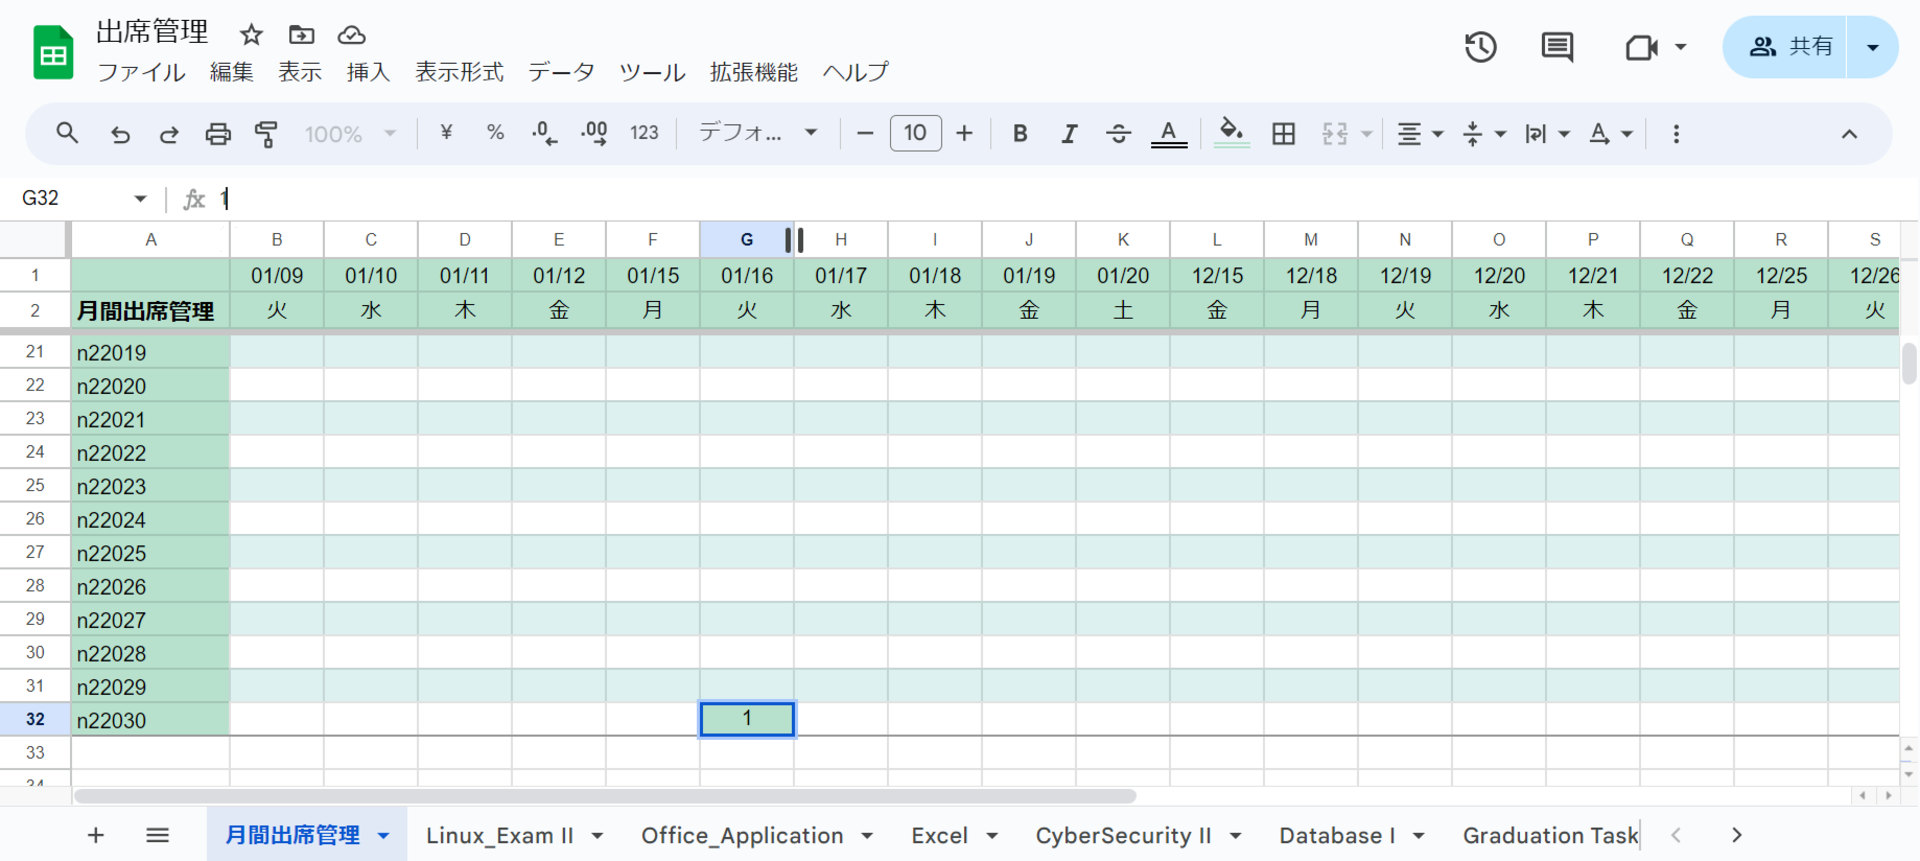 出席管理
ファイル 編集 表示 挿入 表示形式 データ ツール 拡張機能 ヘルプ
共有
100% ¥ % .0 .00 123 デフォ... 10 B I A A
G32 fx 1
A B C D E F G H I J K L M N O P Q R S
1 01/09 01/10 01/11 01/12 01/15 01/16 01/17 01/18 01/19 01/20 12/15 12/18 12/19 12/20 12/21 12/22 12/25 12/26
2 月間出席管理 火 水 木 金 月 火 水 木 金 土 金 月 火 水 木 金 月 火
21 n22019
22 n22020
23 n22021
24 n22022
25 n22023
26 n22024
27 n22025
28 n22026
29 n22027
30 n22028
31 n22029
32 n22030 1
33
34
月間出席管理 Linux_Exam II Office_Application Excel CyberSecurity II Database I Graduation Task